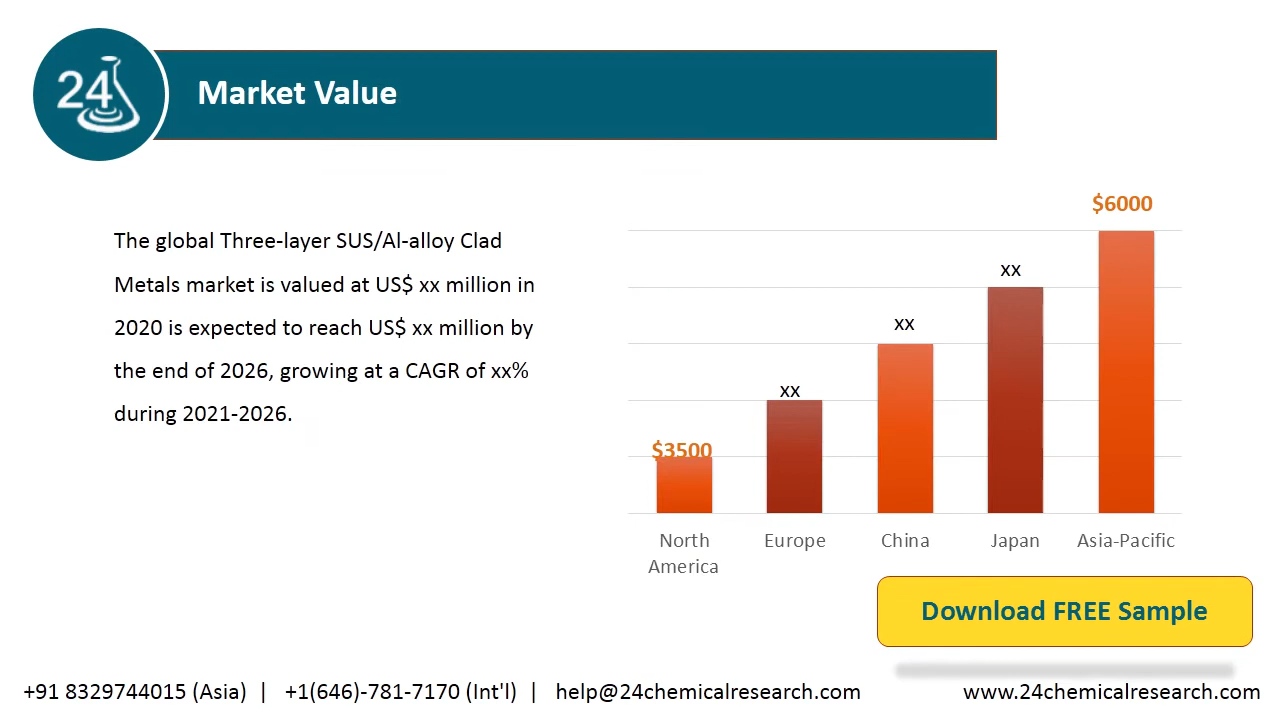 24
Market Value
The global Three-layer SUS/Al-alloy Clad
Metals market is valued at US$ xx million in
2020 is expected to reach US$ xx million by
the end of 2026, growing at a CAGR of xx%
during 2021-2026.
$6000
xx
xx
xx
$3500
North America
Europe
China
Japan
Asia-Pacific
Download FREE Sample
+91 8329744015 (Asia) | +1(646)-781-7170 (Int'l) | help@24chemicalresearch.com
www.24chemicalresearch.com